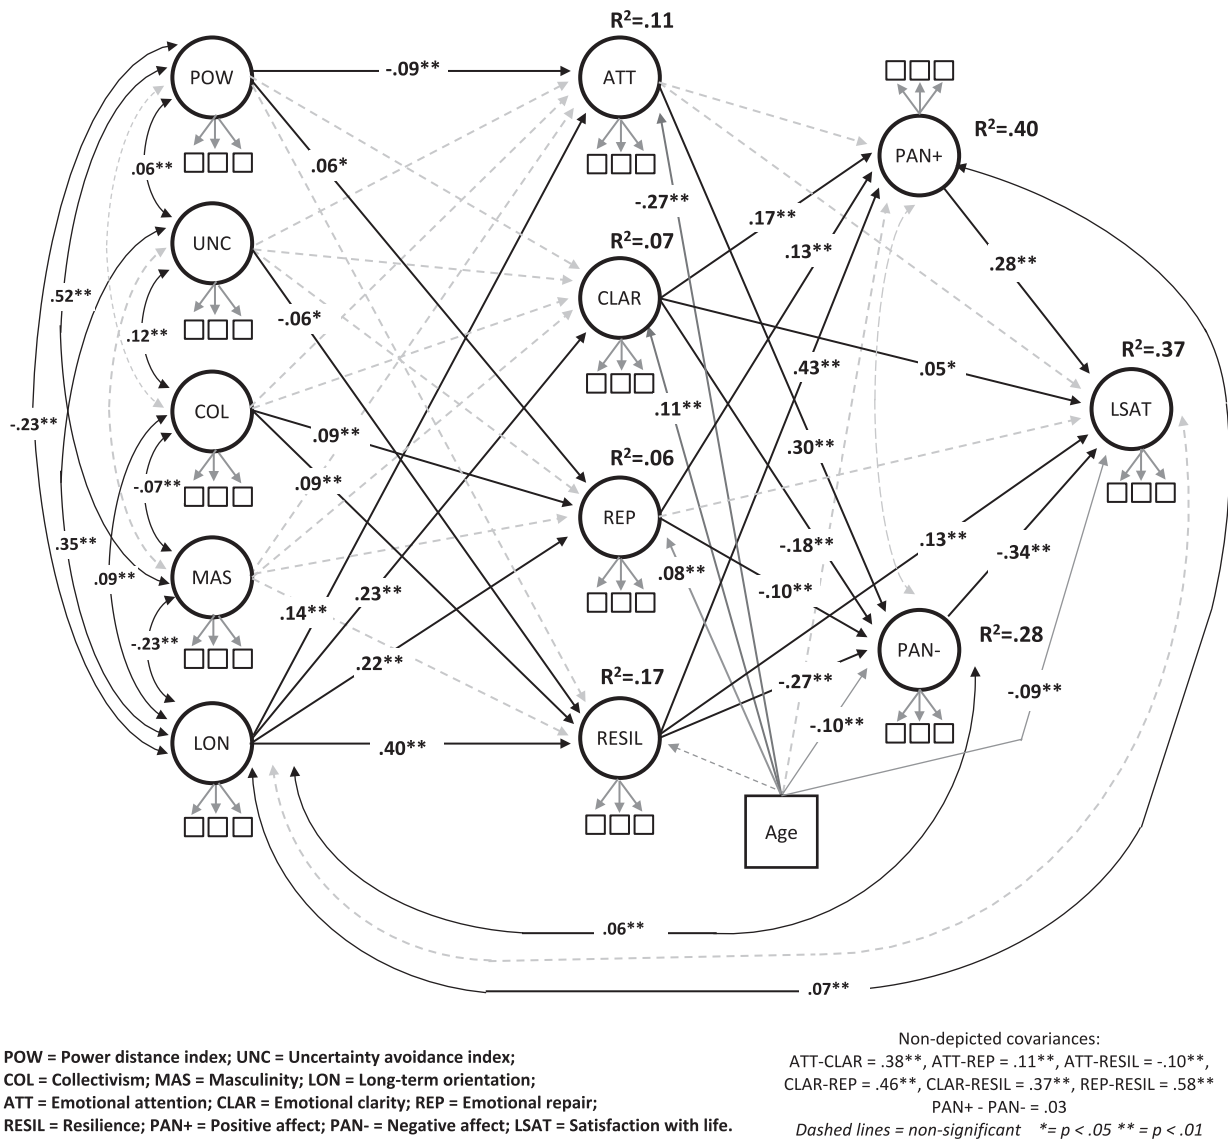 R²=.11
POW
-.09**
ATT
PAN+
R²=.40
.06**
.06*
-.27**
R²=.07
.17**
.13**
UNC
.28**
.52**
CLAR
-.06*
.12**
R²=.37
.43**
.05*
COL
.11**
LSAT
-.23**
.09**
.30**
R²=.06
.09**
-.07**
REP
.35**
.13**
-.18**
-.34**
.09**
MAS
.08**
-.10**
.23**
.14**
R²=.28
-.23**
PAN-
.22**
R²=.17
-.27**
-.09**
-.10**
LON
.40**
RESIL
Age
.06**
.07**
POW = Power distance index; UNC = Uncertainty avoidance index;
COL = Collectivism; MAS = Masculinity; LON = Long-term orientation;
ATT = Emotional attention; CLAR = Emotional clarity; REP = Emotional repair;
RESIL = Resilience; PAN+ = Positive affect; PAN- = Negative affect; LSAT = Satisfaction with life.
Non-depicted covariances:
ATT-CLAR = .38**, ATT-REP = .11**, ATT-RESIL = -.10**,
CLAR-REP = .46**, CLAR-RESIL = .37**, REP-RESIL = .58**
PAN+ - PAN- = .03
Dashed lines = non-significant *= p < .05 ** = p < .01